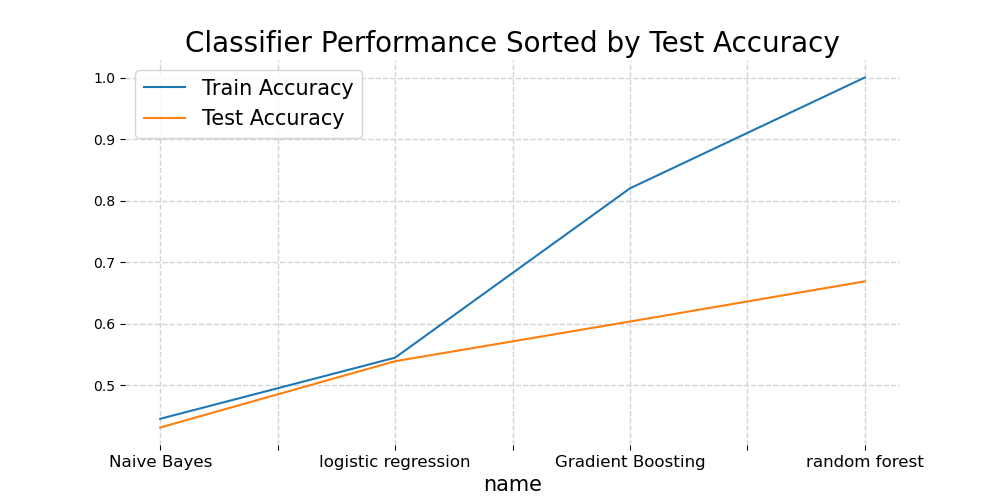 Classifier Performance Sorted by Test Accuracy
Train Accuracy
Test Accuracy
1.0
0.9
0.8
0.7
0.6
0.5
Naive Bayes
logistic regression
Gradient Boosting
random forest
name